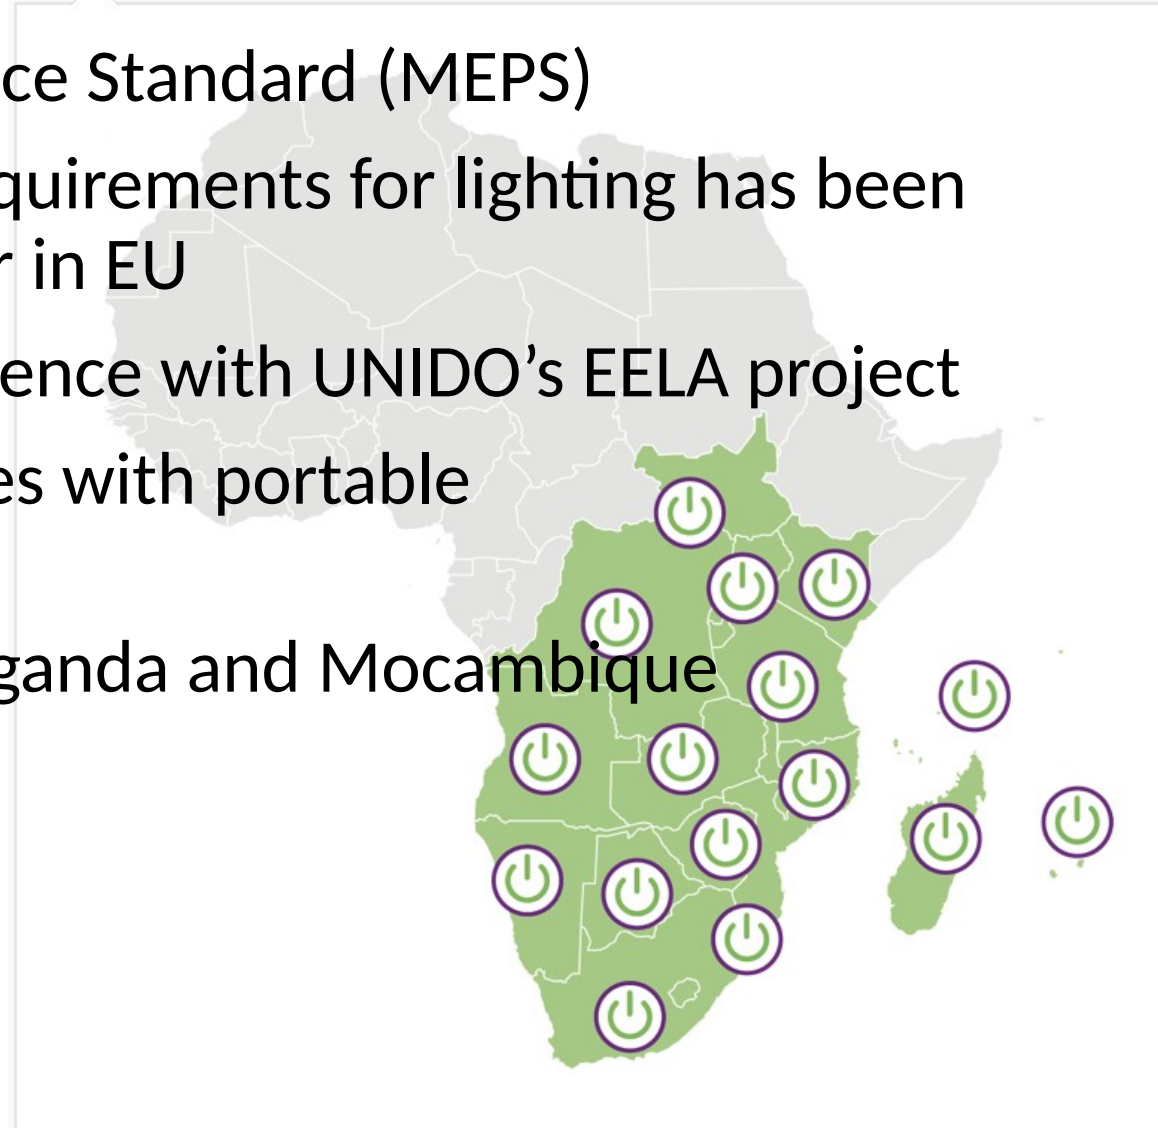 ce Standard (MEPS)
quirements for lighting has been
r in EU
ence with UNIDO’s EELA project
es with portable
ganda and Mocambique